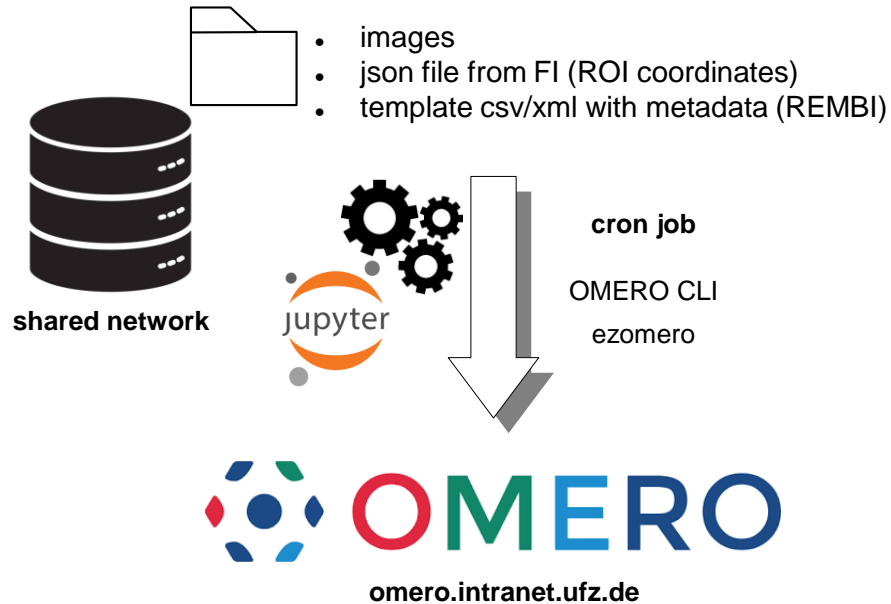 images
json file from FI (ROI coordinates)
template csv/xml with metadata (REMBI)
cron job
OMERO CLI
ezomero
shared network
jupyter
OMERO
omero.intranet.ufz.de